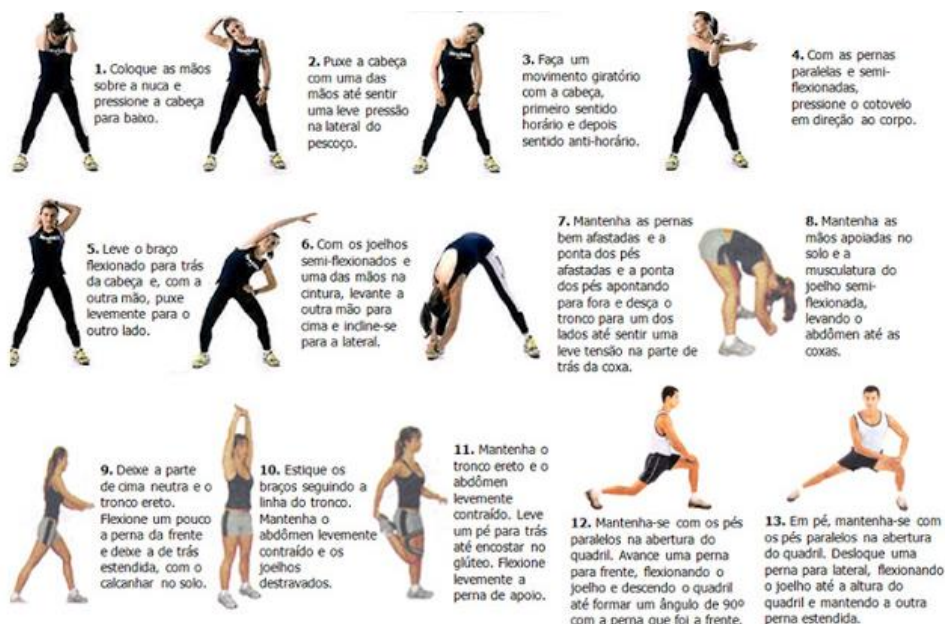 1. Coloque as mãos
sobre a nuca e
pressione a cabeça
para baixo.
2. Puxe a cabeça
com uma das
mãos até sentir
uma leve pressão
na lateral do
pescoço.
3. Faça um
movimento giratório
com a cabeça,
primeiro sentido
horário e depois
sentido anti-horário.
4. Com as pernas
paralelas e semi-
flexionadas,
pressione o cotovelo
em direção ao corpo.
5. Leve o braço
flexionado para trás
da cabeça e, com a
outra mão, puxe
levemente para o
outro lado.
6. Com os joelhos
semi-flexionados e
uma das mãos na
cintura, levante a
outra mão para
cima e incline-se
para a lateral.
7. Mantenha as pernas
bem afastadas e a
ponta dos pés
afastadas e a ponta
dos pés apontando
para fora e desça o
tronco para um dos
lados até sentir uma
leve tensão na parte de
trás da coxa.
8. Mantenha as
mãos apoiadas no
solo e a
musculatura do
joelho semi-
flexionada,
levando o
abdômen até as
coxas.
9. Deixe a parte
de cima neutra e o
tronco ereto.
Flexione um pouco
a perna da frente
e deixe a de trás
estendida, com o
calcanhar no solo.
10. Estique os
braços seguindo a
linha do tronco.
Mantenha o
abdômen levemente
contraído e os
joelhos
destravados.
11. Mantenha o
tronco ereto e o
abdômen
levemente
contraído. Leve
um pé para trás
até encostar no
glúteo. Flexione
levemente a
perna de apoio.
12. Mantenha-se com os pés
paralelos na abertura do
quadril. Avance uma perna
para frente, flexionando o
joelho e descendo o quadril
até formar um ângulo de 90º
com a perna que foi a frente.
13. Em pé, mantenha-se com
os pés paralelos na abertura
do quadril. Desloque uma
perna para lateral, flexionando
o joelho até a altura do
quadril e mantendo a outra
perna estendida.